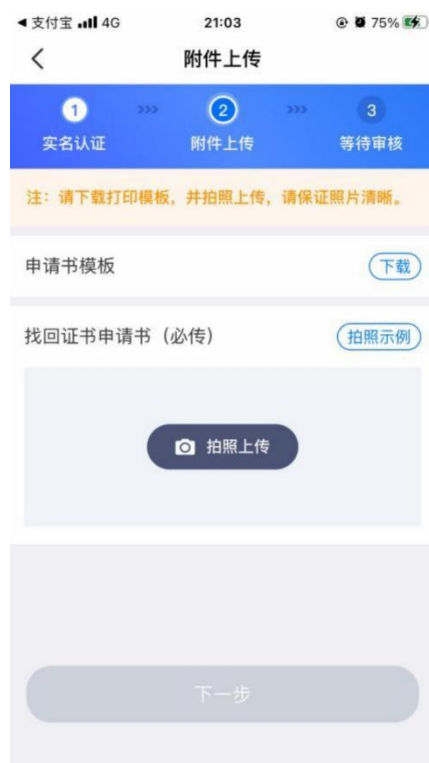 支付宝 4G 21:03 75%
附件上传
1 >>> 2 >>> 3
实名认证 附件上传 等待审核
注：请下载打印模板，并拍照上传，请保证照片清晰。
申请书模板 下载
找回证书申请书（必传） 拍照示例
拍照上传
下一步